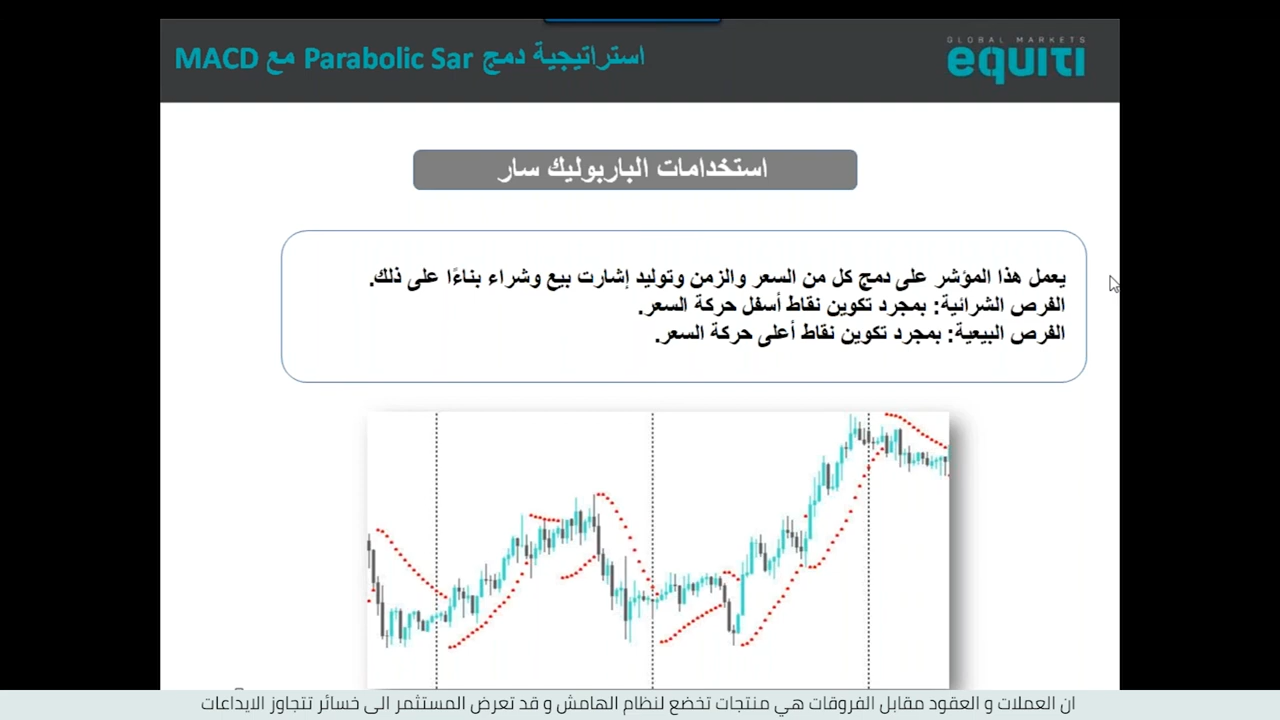 استراتيجية دمج Parabolic Sar مع MACD
GLOBAL MARKETS
equiti
استخدامات الباربوليك سار
يعمل هذا المؤشر على دمج كل من السعر والزمن وتوليد إشارت بيع وشراء بناءًا على ذلك.
الفرص الشرائية: بمجرد تكوين نقاط أسفل حركة السعر.
الفرص البيعية: بمجرد تكوين نقاط أعلى حركة السعر.
ان العملات و العقود مقابل الفروقات هي منتجات تخضع لنظام الهامش و قد تعرض المستثمر الى خسائر تتجاوز الايداعات